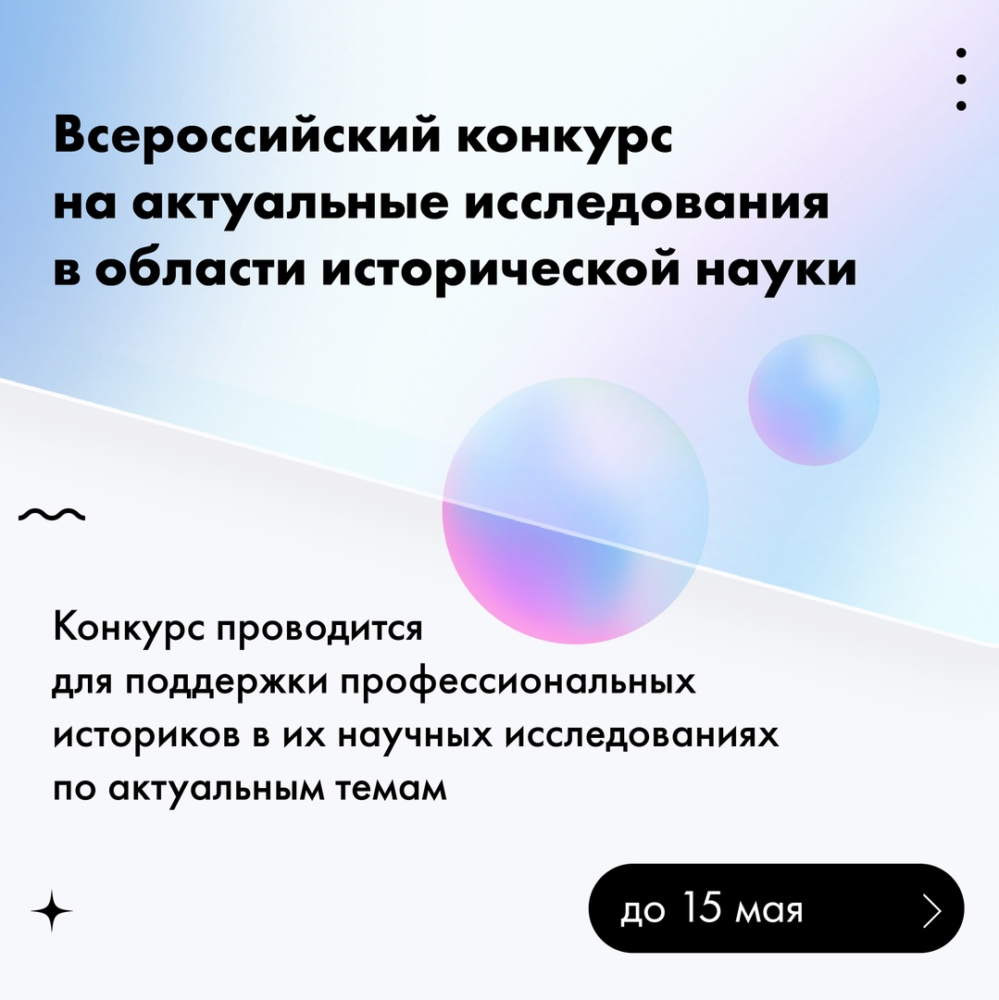 Всероссийский конкурс
на актуальные исследования
в области исторической науки
Конкурс проводится
для поддержки профессиональных
историков в их научных исследованиях
по актуальным темам
до 15 мая